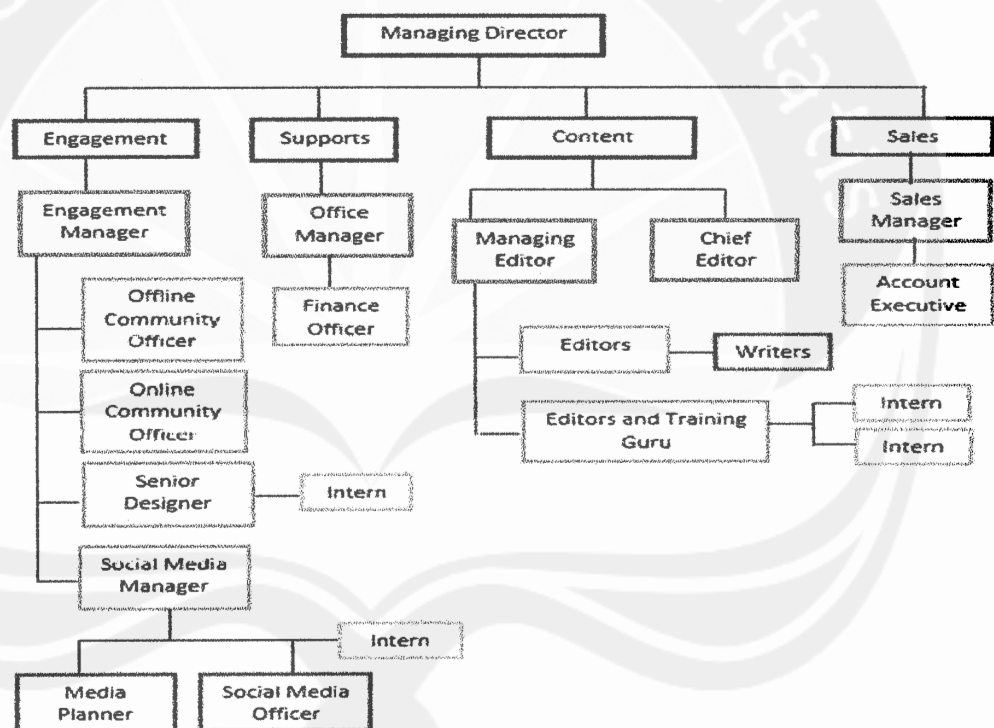 Managing Director
Engagement
Supports
Content
Sales
Engagement
Manager
Office
Manager
Managing
Editor
Chief
Editor
Sales
Manager
Offline
Community
Officer
Finance
Officer
Account
Executive
Editors
Writers
Online
Community
Officer
Editors and Training
Guru
Intern
Intern
Senior
Designer
Intern
Social Media
Manager
Intern
Media
Planner
Social Media
Officer
itatis